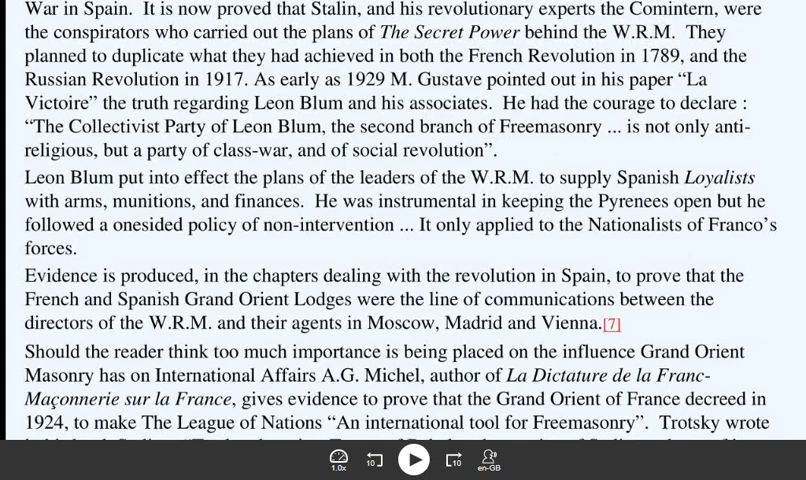 War in Spain. It is now proved that Stalin, and his revolutionary experts the Comintern, were
the conspirators who carried out the plans of The Secret Power behind the W.R.M. They
planned to duplicate what they had achieved in both the French Revolution in 1789, and the
Russian Revolution in 1917. As early as 1929 M. Gustave pointed out in his paper “La
Victoire” the truth regarding Leon Blum and his associates. He had the courage to declare :
“The Collectivist Party of Leon Blum, the second branch of Freemasonry ... is not only anti-
religious, but a party of class-war, and of social revolution”.
Leon Blum put into effect the plans of the leaders of the W.R.M. to supply Spanish Loyalists
with arms, munitions, and finances. He was instrumental in keeping the Pyrenees open but he
followed a onesided policy of non-intervention ... It only applied to the Nationalists of Franco’s
forces.
Evidence is produced, in the chapters dealing with the revolution in Spain, to prove that the
French and Spanish Grand Orient Lodges were the line of communications between the
directors of the W.R.M. and their agents in Moscow, Madrid and Vienna.[7]
Should the reader think too much importance is being placed on the influence Grand Orient
Masonry has on International Affairs A.G. Michel, author of La Dictature de la Franc-
Maçonnerie sur la France, gives evidence to prove that the Grand Orient of France decreed in
1924, to make The League of Nations “An international tool for Freemasonry”. Trotsky wrote
1.0x
10
10
en-GB